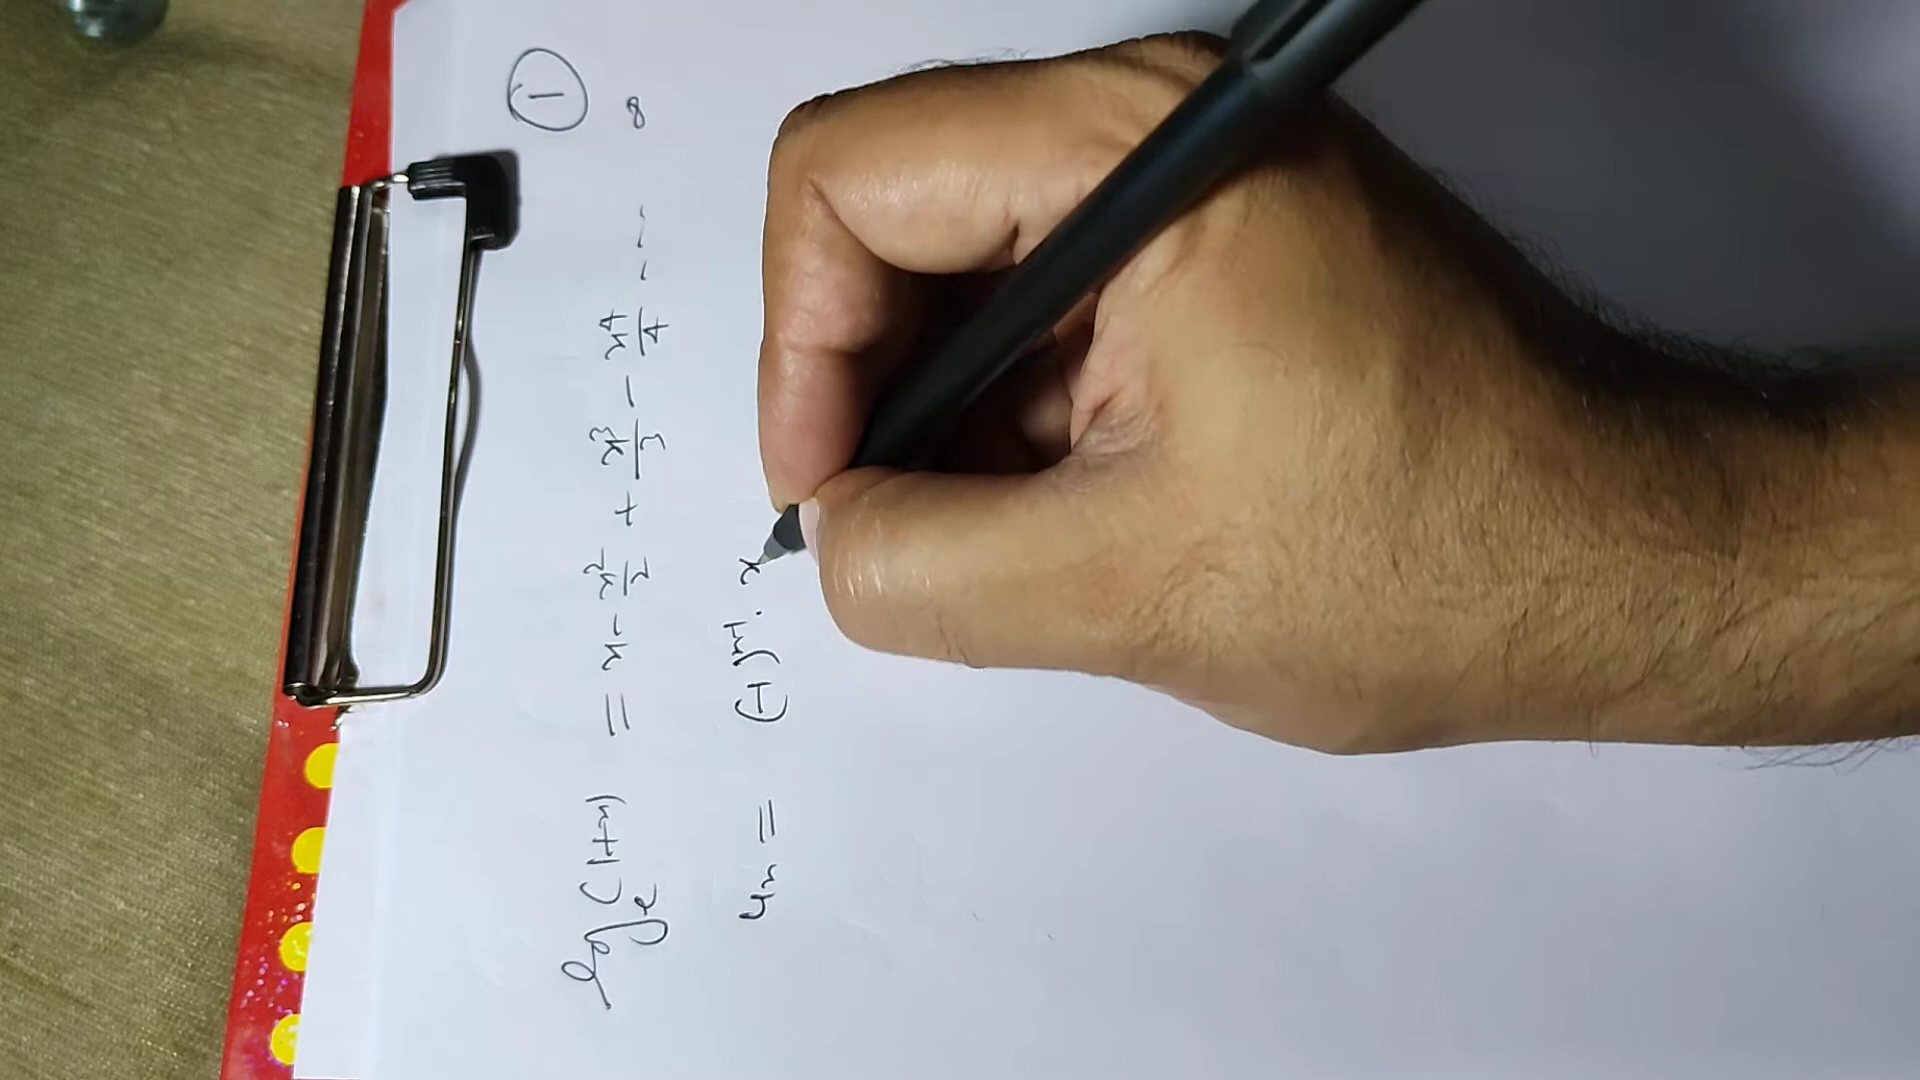 ①
log_e(1+x) = x - x²/2 + x³/3 - x⁴/4 - - - ∞
u_n = (-1)ⁿ⁺¹ . x